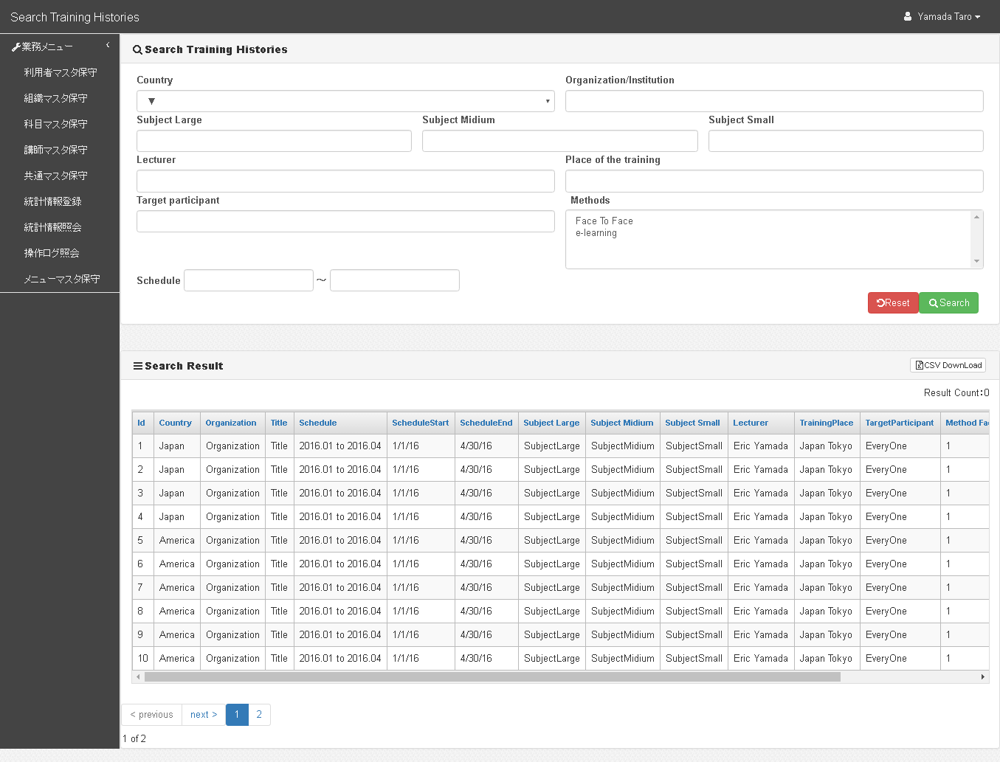 Search Training Histories
Yamada Taro
業務メニュー
利用者マスタ保守
組織マスタ保守
科目マスタ保守
講師マスタ保守
共通マスタ保守
統計情報登録
統計情報照会
操作ログ照会
メニューマスタ保守
Search Training Histories
Country Organization/Institution
▼
Subject Large Subject Midium Subject Small
Lecturer Place of the training
Target participant Methods
Face To Face
e-learning
Schedule ～
Reset Search
Search Result CSV DownLoad
Result Count:0
Id Country Organization Title Schedule ScheduleStart ScheduleEnd Subject Large Subject Midium Subject Small Lecturer TrainingPlace TargetParticipant Method Fa
1 Japan Organization Title 2016.01 to 2016.04 1/1/16 4/30/16 SubjectLarge SubjectMidium SubjectSmall Eric Yamada Japan Tokyo EveryOne 1
2 Japan Organization Title 2016.01 to 2016.04 1/1/16 4/30/16 SubjectLarge SubjectMidium SubjectSmall Eric Yamada Japan Tokyo EveryOne 1
3 Japan Organization Title 2016.01 to 2016.04 1/1/16 4/30/16 SubjectLarge SubjectMidium SubjectSmall Eric Yamada Japan Tokyo EveryOne 1
4 Japan Organization Title 2016.01 to 2016.04 1/1/16 4/30/16 SubjectLarge SubjectMidium SubjectSmall Eric Yamada Japan Tokyo EveryOne 1
5 America Organization Title 2016.01 to 2016.04 1/1/16 4/30/16 SubjectLarge SubjectMidium SubjectSmall Eric Yamada Japan Tokyo EveryOne 1
6 America Organization Title 2016.01 to 2016.04 1/1/16 4/30/16 SubjectLarge SubjectMidium SubjectSmall Eric Yamada Japan Tokyo EveryOne 1
7 America Organization Title 2016.01 to 2016.04 1/1/16 4/30/16 SubjectLarge SubjectMidium SubjectSmall Eric Yamada Japan Tokyo EveryOne 1
8 America Organization Title 2016.01 to 2016.04 1/1/16 4/30/16 SubjectLarge SubjectMidium SubjectSmall Eric Yamada Japan Tokyo EveryOne 1
9 America Organization Title 2016.01 to 2016.04 1/1/16 4/30/16 SubjectLarge SubjectMidium SubjectSmall Eric Yamada Japan Tokyo EveryOne 1
10 America Organization Title 2016.01 to 2016.04 1/1/16 4/30/16 SubjectLarge SubjectMidium SubjectSmall Eric Yamada Japan Tokyo EveryOne 1
< previous next > 1 2
1 of 2